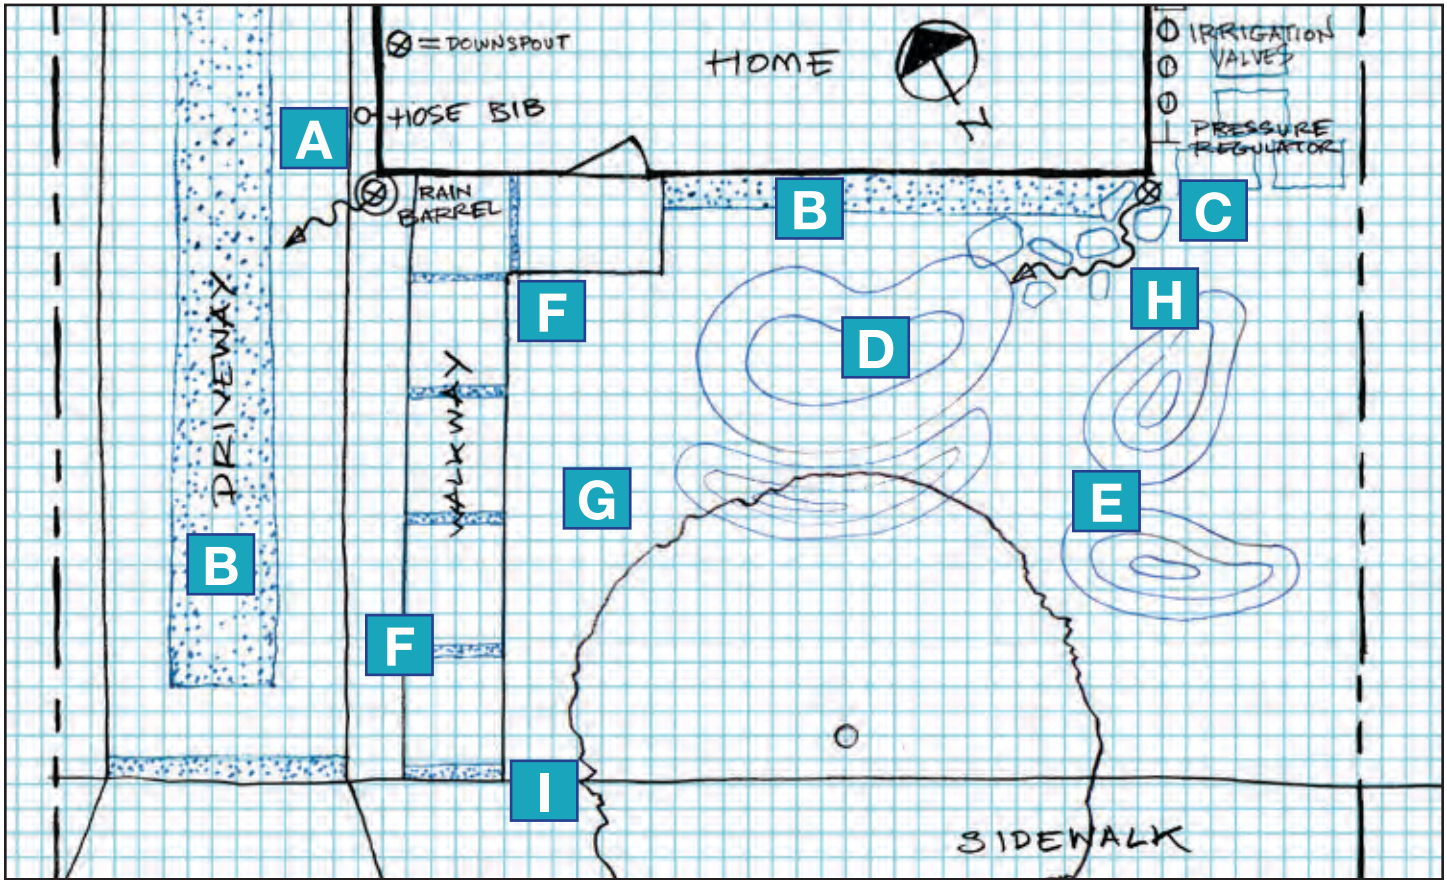 = DOWNSPOUT
HOME
IRRIGATION
VALVES
A
HOSE BIB
N
PRESSURE
REGULATOR
RAIN
BARREL
B
C
F
H
D
DRIVEWAY
WALKWAY
G
E
B
F
I
SIDEWALK